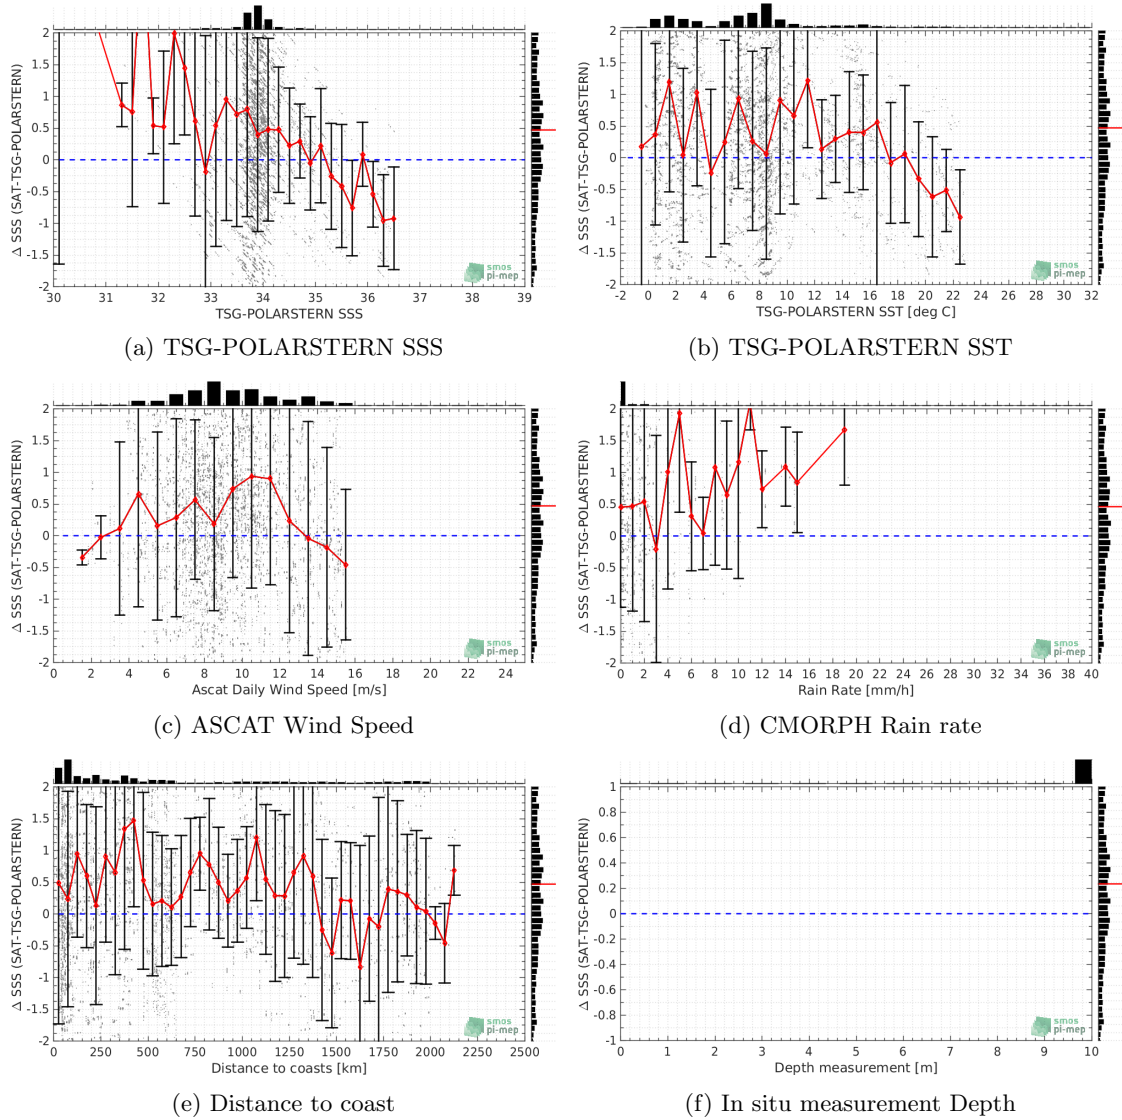 2
1.5
1
0.5
0
-0.5
-1
-1.5
-2
Δ SSS (SAT-TSG-POLARSTERN)
30 31 32 33 34 35 36 37 38 39
TSG-POLARSTERN SSS
smos
pi-mep
(a) TSG-POLARSTERN SSS
2
1.5
1
0.5
0
-0.5
-1
-1.5
-2
Δ SSS (SAT-TSG-POLARSTERN)
-2 0 2 4 6 8 10 12 14 16 18 20 22 24 26 28 30 32
TSG-POLARSTERN SST [deg C]
smos
pi-mep
(b) TSG-POLARSTERN SST
2
1.5
1
0.5
0
-0.5
-1
-1.5
-2
Δ SSS (SAT-TSG-POLARSTERN)
0 2 4 6 8 10 12 14 16 18 20 22 24
Ascat Daily Wind Speed [m/s]
smos
pi-mep
(c) ASCAT Wind Speed
2
1.5
1
0.5
0
-0.5
-1
-1.5
-2
Δ SSS (SAT-TSG-POLARSTERN)
0 2 4 6 8 10 12 14 16 18 20 22 24 26 28 30 32 34 36 38 40
Rain Rate [mm/h]
smos
pi-mep
(d) CMORPH Rain rate
2
1.5
1
0.5
0
-0.5
-1
-1.5
-2
Δ SSS (SAT-TSG-POLARSTERN)
0 250 500 750 1000 1250 1500 1750 2000 2250 2500
Distance to coasts [km]
smos
pi-mep
(e) Distance to coast
1
0.8
0.6
0.4
0.2
0
-0.2
-0.4
-0.6
-0.8
-1
Δ SSS (SAT-TSG-POLARSTERN)
0 1 2 3 4 5 6 7 8 9 10
Depth measurement [m]
smos
pi-mep
(f) In situ measurement Depth